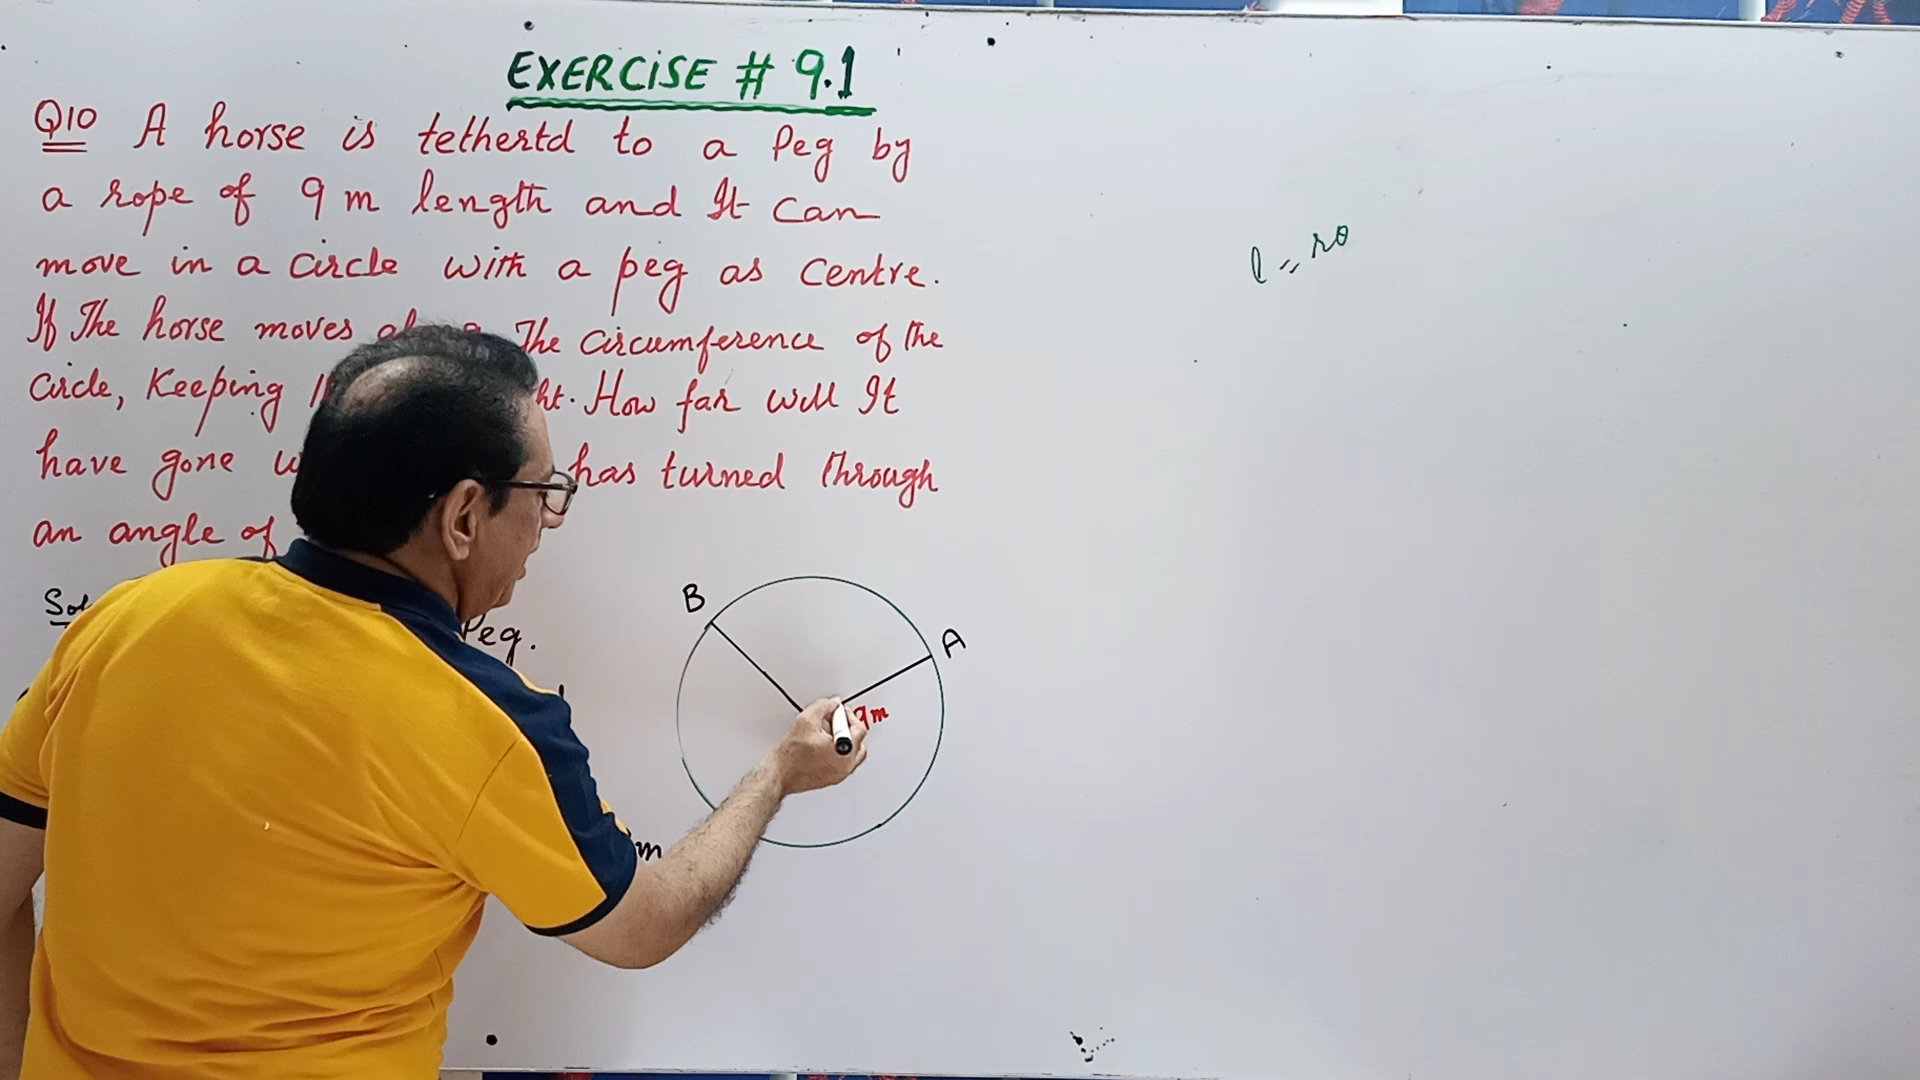 EXERCISE # 9.1
Q10 A horse is tethertd to a Peg by
a rope of 9 m length and It Can
move in a circle with a peg as Centre.
If The horse moves The Circumference of The
Circle, Keeping How far will It
have gone has turned Through
an angle of
Peg.
B
A
9m
m
l = rθ